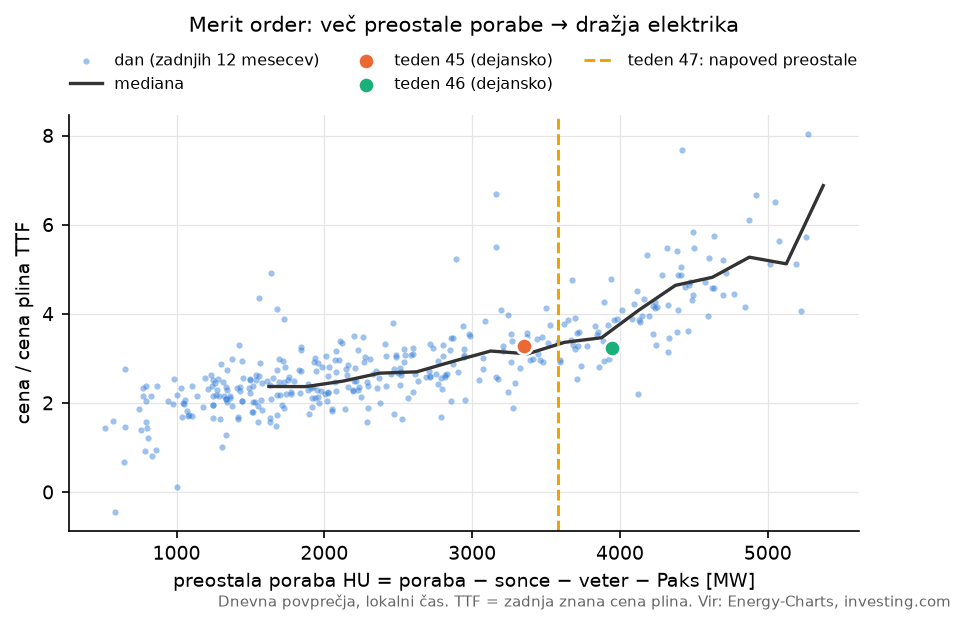 Merit order: več preostale porabe → dražja elektrika
dan (zadnjih 12 mesecev)
mediana
teden 45 (dejansko)
teden 46 (dejansko)
teden 47: napoved preostale
cena / cena plina TTF
8
6
4
2
0
1000 2000 3000 4000 5000
preostala poraba HU = poraba − sonce − veter − Paks [MW]
Dnevna povprečja, lokalni čas. TTF = zadnja znana cena plina. Vir: Energy-Charts, investing.com